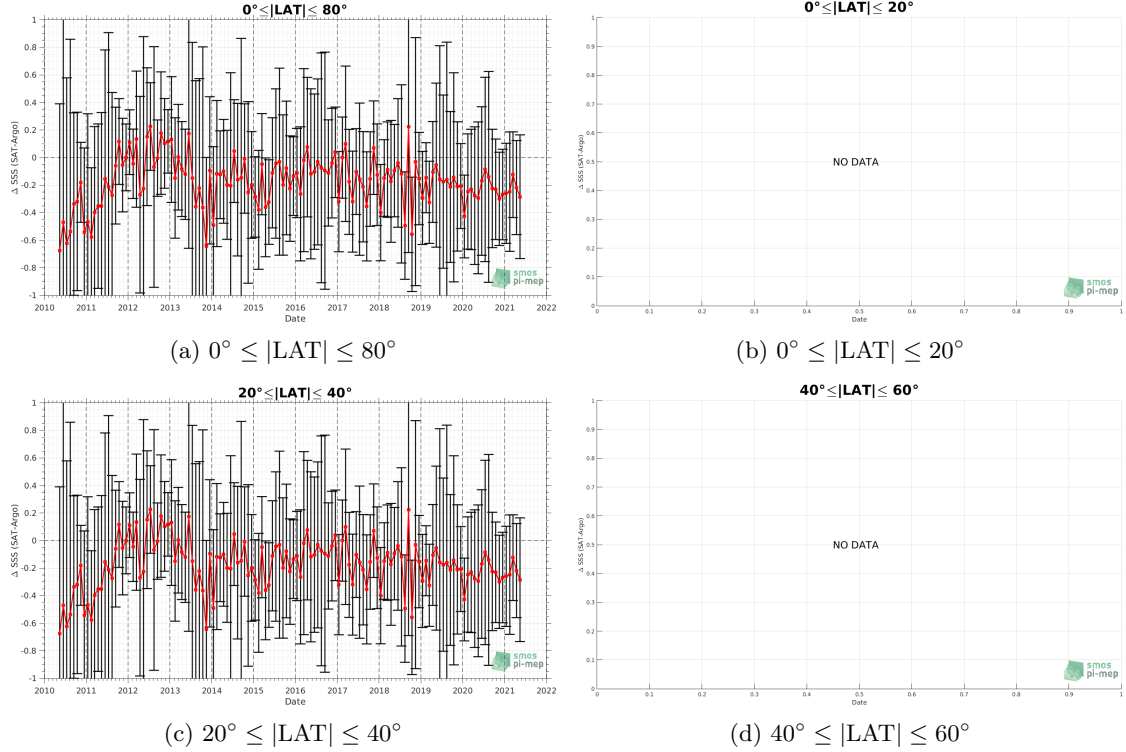 0°≤|LAT|≤ 80°
1
0.8
0.6
0.4
0.2
0
-0.2
-0.4
-0.6
-0.8
-1
Δ SSS (SAT-Argo)
2010 2011 2012 2013 2014 2015 2016 2017 2018 2019 2020 2021 2022
Date
smos
pi-mep
(a) 0° ≤ |LAT| ≤ 80°
0°≤|LAT|≤ 20°
1
0.9
0.8
0.7
0.6
0.5
0.4
0.3
0.2
0.1
0
Δ SSS (SAT-Argo)
NO DATA
0 0.1 0.2 0.3 0.4 0.5 0.6 0.7 0.8 0.9 1
Date
smos
pi-mep
(b) 0° ≤ |LAT| ≤ 20°
20°≤|LAT|≤ 40°
1
0.8
0.6
0.4
0.2
0
-0.2
-0.4
-0.6
-0.8
-1
Δ SSS (SAT-Argo)
2010 2011 2012 2013 2014 2015 2016 2017 2018 2019 2020 2021 2022
Date
smos
pi-mep
(c) 20° ≤ |LAT| ≤ 40°
40°≤|LAT|≤ 60°
1
0.9
0.8
0.7
0.6
0.5
0.4
0.3
0.2
0.1
0
Δ SSS (SAT-Argo)
NO DATA
0 0.1 0.2 0.3 0.4 0.5 0.6 0.7 0.8 0.9 1
Date
smos
pi-mep
(d) 40° ≤ |LAT| ≤ 60°